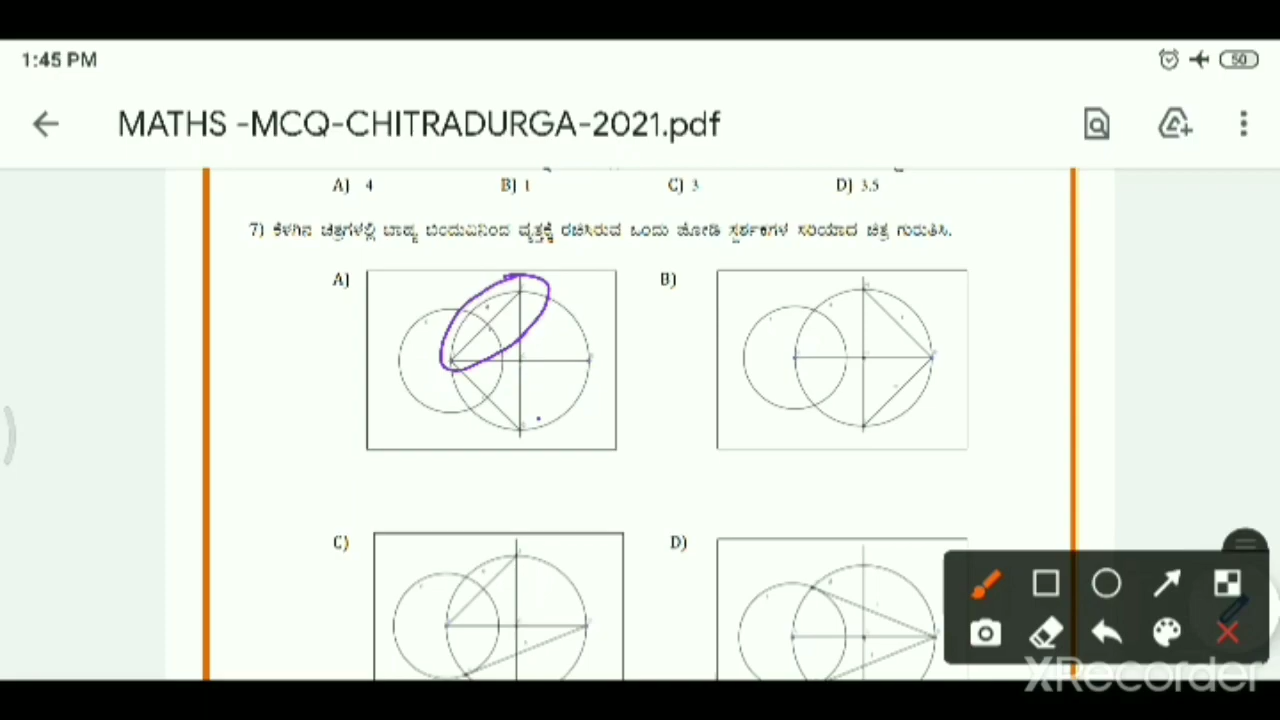 1:45 PM
50
MATHS -MCQ-CHITRADURGA-2021.pdf
A] 4 B] 1 C] 3 D] 3.5
7) ಕೆಳಗಿನ ಚಿತ್ರಗಳಲ್ಲಿ ಬಾಹ್ಯ ಬಿಂದುವಿನಿಂದ ವೃತ್ತಕ್ಕೆ ರಚಿಸಿರುವ ಒಂದು ಜೋಡಿ ಸ್ಪರ್ಶಕಗಳ ಸರಿಯಾದ ಚಿತ್ರ ಗುರುತಿಸಿ.
A) B)
C) D)
XRecorder